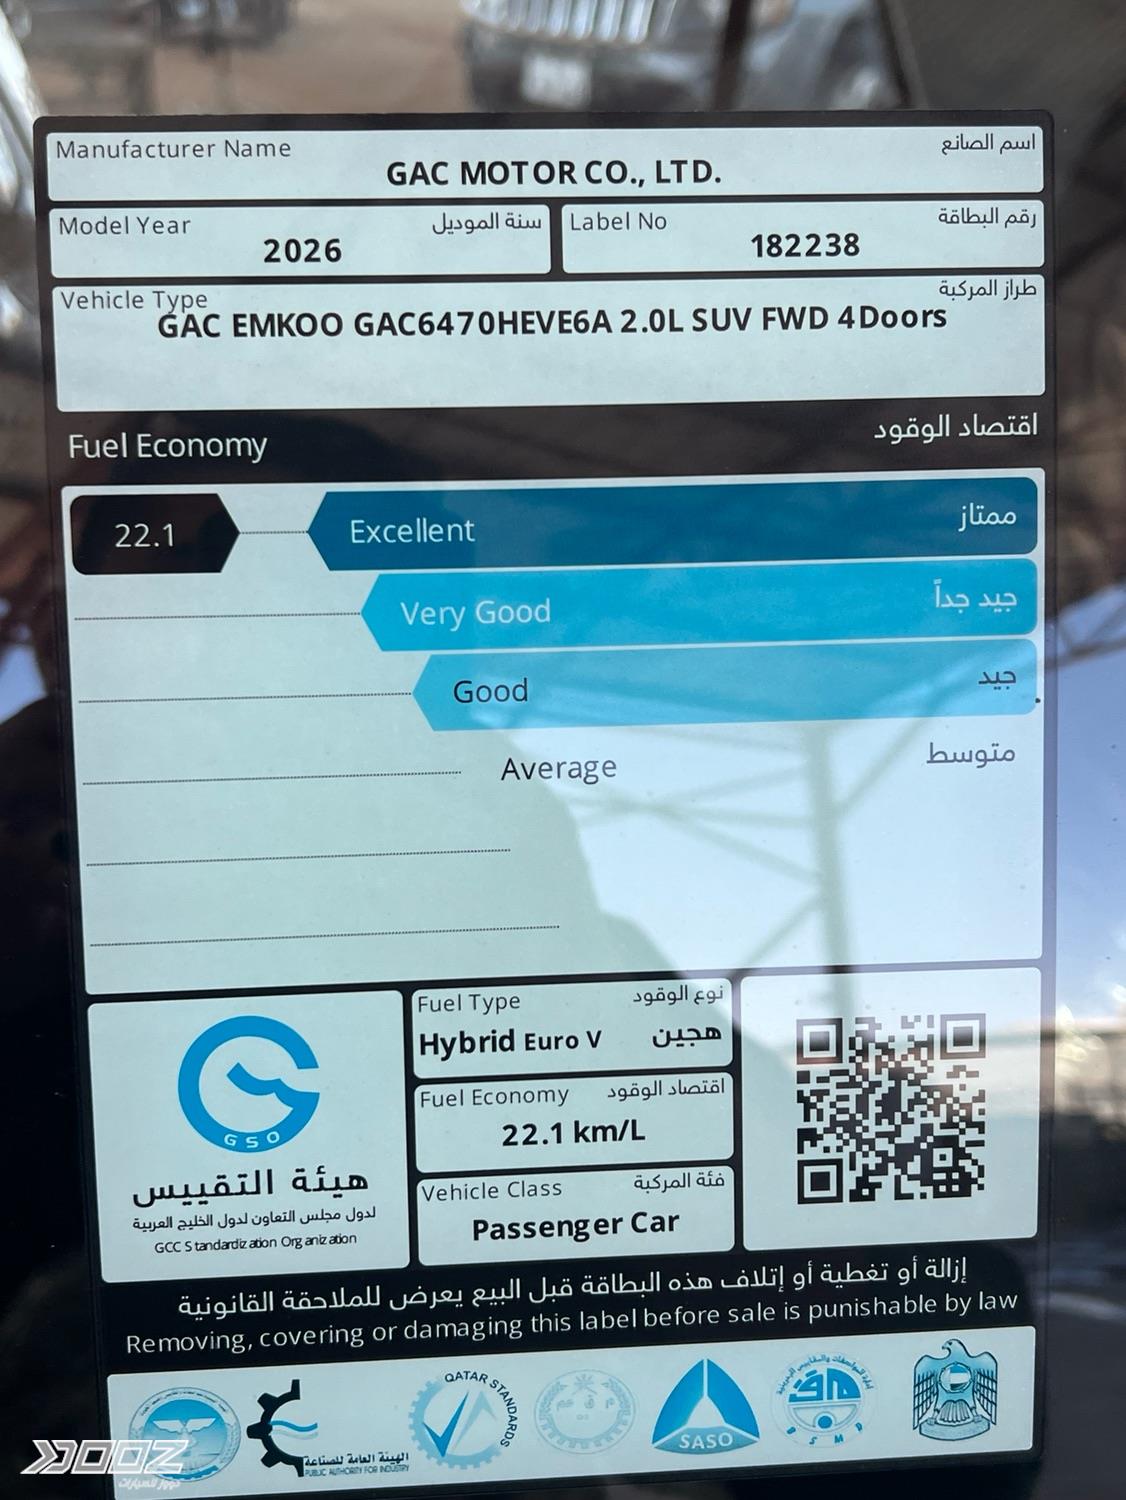 Manufacturer Name اسم الصانع
GAC MOTOR CO., LTD.
Model Year سنة الموديل
2026
Label No رقم البطاقة
182238
Vehicle Type طراز المركبة
GAC EMKOO GAC6470HEVE6A 2.0L SUV FWD 4Doors
Fuel Economy اقتصاد الوقود
22.1 Excellent ممتاز
Very Good جيد جداً
Good جيد
Average متوسط
GSO
هيئة التقييس
لدول مجلس التعاون لدول الخليج العربية
GCC Standardization Organization
Fuel Type نوع الوقود
Hybrid Euro V هجين
Fuel Economy اقتصاد الوقود
22.1 km/L
Vehicle Class فئة المركبة
Passenger Car
إزالة أو تغطية أو إتلاف هذه البطاقة قبل البيع يعرض للملاحقة القانونية
Removing, covering or damaging this label before sale is punishable by law
الهيئة العامة للصناعة
PUBLIC AUTHORITY FOR INDUSTRY
QATAR STANDARDS
SASO
BSMD
DOOZ
دووز للسيارات